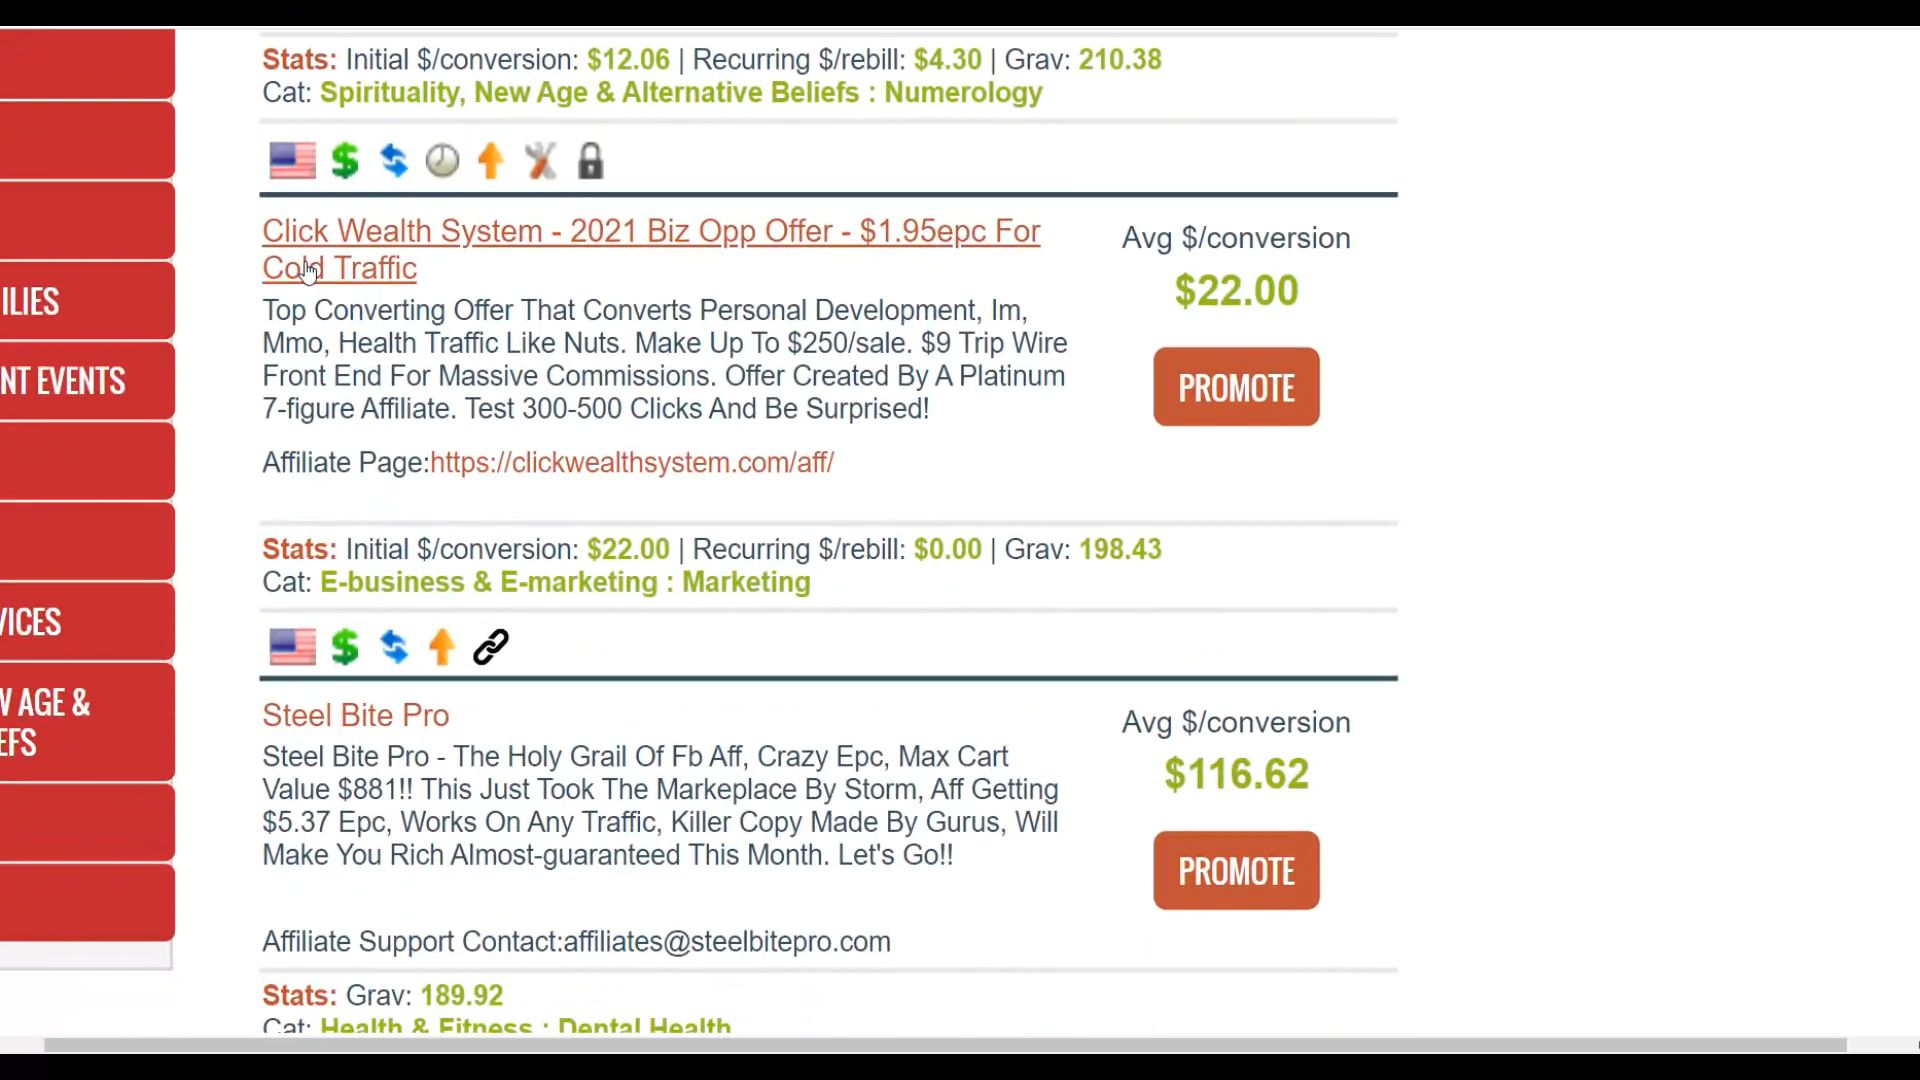 Stats: Initial $/conversion: $12.06 | Recurring $/rebill: $4.30 | Grav: 210.38
Cat: Spirituality, New Age & Alternative Beliefs : Numerology
Click Wealth System - 2021 Biz Opp Offer - $1.95epc For
Cold Traffic
Avg $/conversion
$22.00
PROMOTE
Top Converting Offer That Converts Personal Development, Im,
Mmo, Health Traffic Like Nuts. Make Up To $250/sale. $9 Trip Wire
Front End For Massive Commissions. Offer Created By A Platinum
7-figure Affiliate. Test 300-500 Clicks And Be Surprised!
Affiliate Page:https://clickwealthsystem.com/aff/
Stats: Initial $/conversion: $22.00 | Recurring $/rebill: $0.00 | Grav: 198.43
Cat: E-business & E-marketing : Marketing
Steel Bite Pro
Avg $/conversion
$116.62
PROMOTE
Steel Bite Pro - The Holy Grail Of Fb Aff, Crazy Epc, Max Cart
Value $881!! This Just Took The Markeplace By Storm, Aff Getting
$5.37 Epc, Works On Any Traffic, Killer Copy Made By Gurus, Will
Make You Rich Almost-guaranteed This Month. Let's Go!!
Affiliate Support Contact:affiliates@steelbitepro.com
Stats: Grav: 189.92
Cat: Health & Fitness : Dental Health
ILIES
NT EVENTS
VICES
W AGE &
EFS